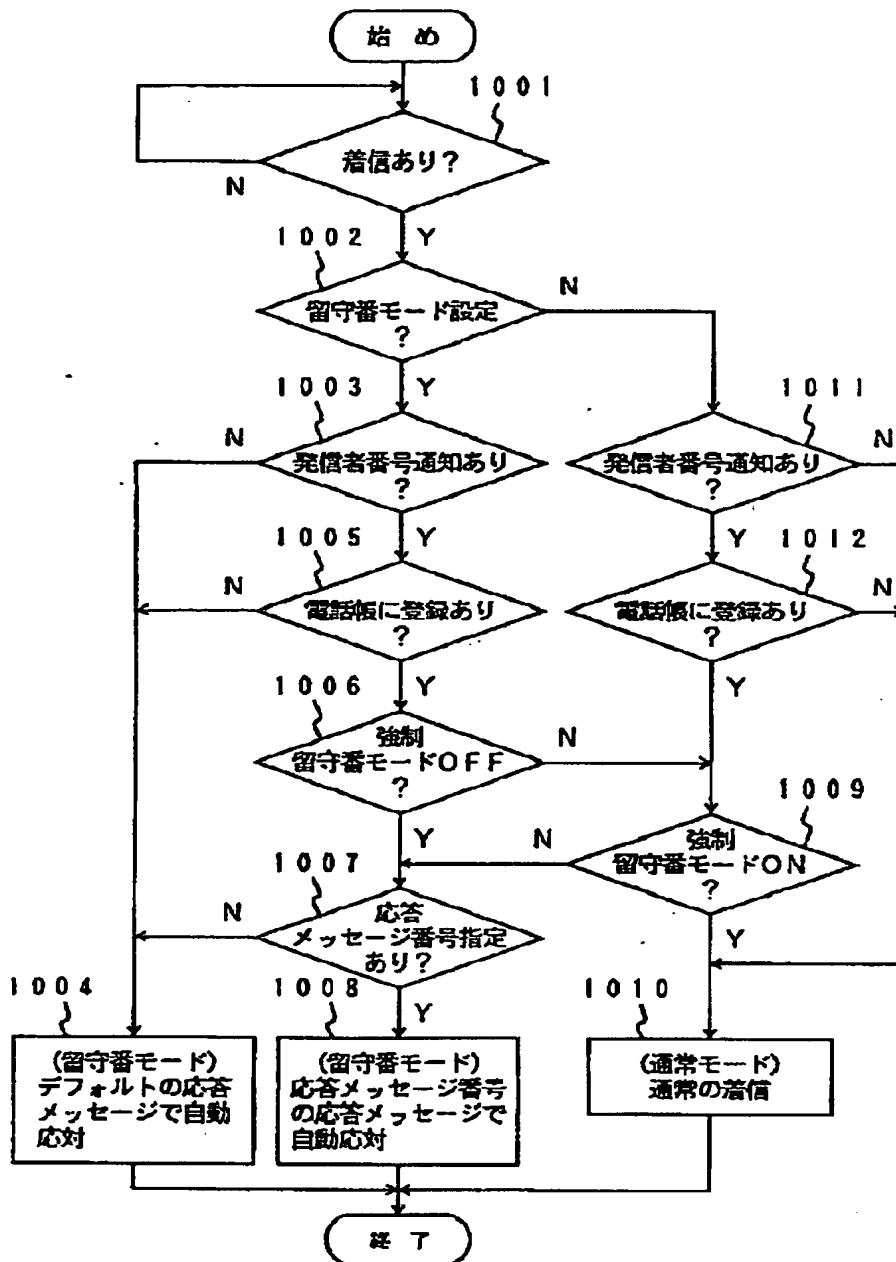 始 め
1001
着信あり?
N
Y
1002
留守番モード設定
?
N
Y
1003
発信者番号通知あり
?
N
Y
1011
発信者番号通知あり
?
N
Y
1005
電話帳に登録あり
?
N
Y
1012
電話帳に登録あり
?
N
Y
1006
強制
留守番モードOFF
?
N
Y
1009
強制
留守番モードON
?
N
Y
1007
応答
メッセージ番号指定
あり?
N
Y
1004
(留守番モード)
デフォルトの応答
メッセージで自動
応対
1008
(留守番モード)
応答メッセージ番号
の応答メッセージで
自動応対
1010
(通常モード)
通常の着信
終 了